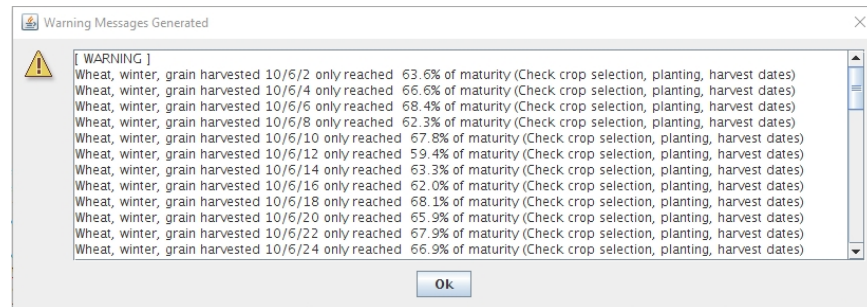 Warning Messages Generated
[ WARNING ]
Wheat, winter, grain harvested 10/6/2 only reached 63.6% of maturity (Check crop selection, planting, harvest dates)
Wheat, winter, grain harvested 10/6/4 only reached 66.6% of maturity (Check crop selection, planting, harvest dates)
Wheat, winter, grain harvested 10/6/6 only reached 68.4% of maturity (Check crop selection, planting, harvest dates)
Wheat, winter, grain harvested 10/6/8 only reached 62.3% of maturity (Check crop selection, planting, harvest dates)
Wheat, winter, grain harvested 10/6/10 only reached 67.8% of maturity (Check crop selection, planting, harvest dates)
Wheat, winter, grain harvested 10/6/12 only reached 59.4% of maturity (Check crop selection, planting, harvest dates)
Wheat, winter, grain harvested 10/6/14 only reached 63.3% of maturity (Check crop selection, planting, harvest dates)
Wheat, winter, grain harvested 10/6/16 only reached 62.0% of maturity (Check crop selection, planting, harvest dates)
Wheat, winter, grain harvested 10/6/18 only reached 68.1% of maturity (Check crop selection, planting, harvest dates)
Wheat, winter, grain harvested 10/6/20 only reached 65.9% of maturity (Check crop selection, planting, harvest dates)
Wheat, winter, grain harvested 10/6/22 only reached 67.9% of maturity (Check crop selection, planting, harvest dates)
Wheat, winter, grain harvested 10/6/24 only reached 66.9% of maturity (Check crop selection, planting, harvest dates)
Ok